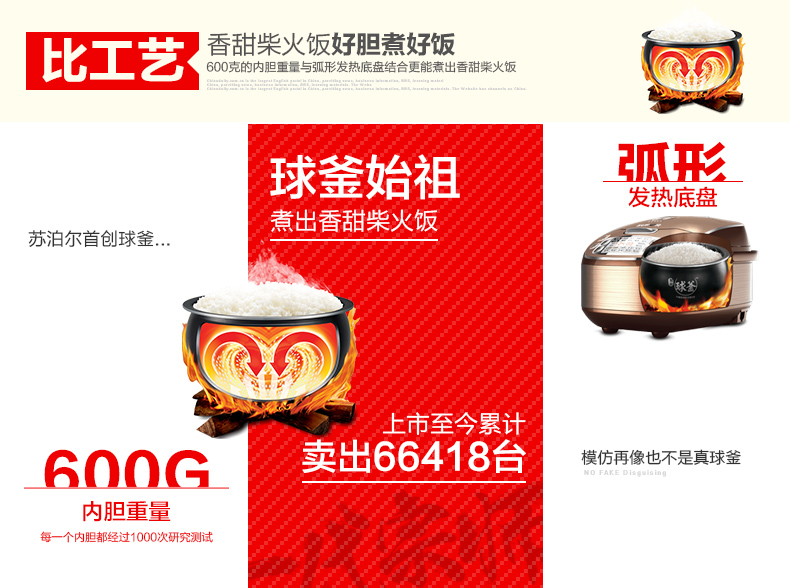 比工艺
香甜柴火饭好胆煮好饭
600克的内胆重量与弧形发热底盘结合更能煮出香甜柴火饭
球釜始祖
煮出香甜柴火饭
苏泊尔首创球釜...
上市至今累计
卖出66418台
600G
内胆重量
每一个内胆都经过1000次研究测试
弧形
发热底盘
球釜
模仿再像也不是真球釜
NO FAKE Disguising